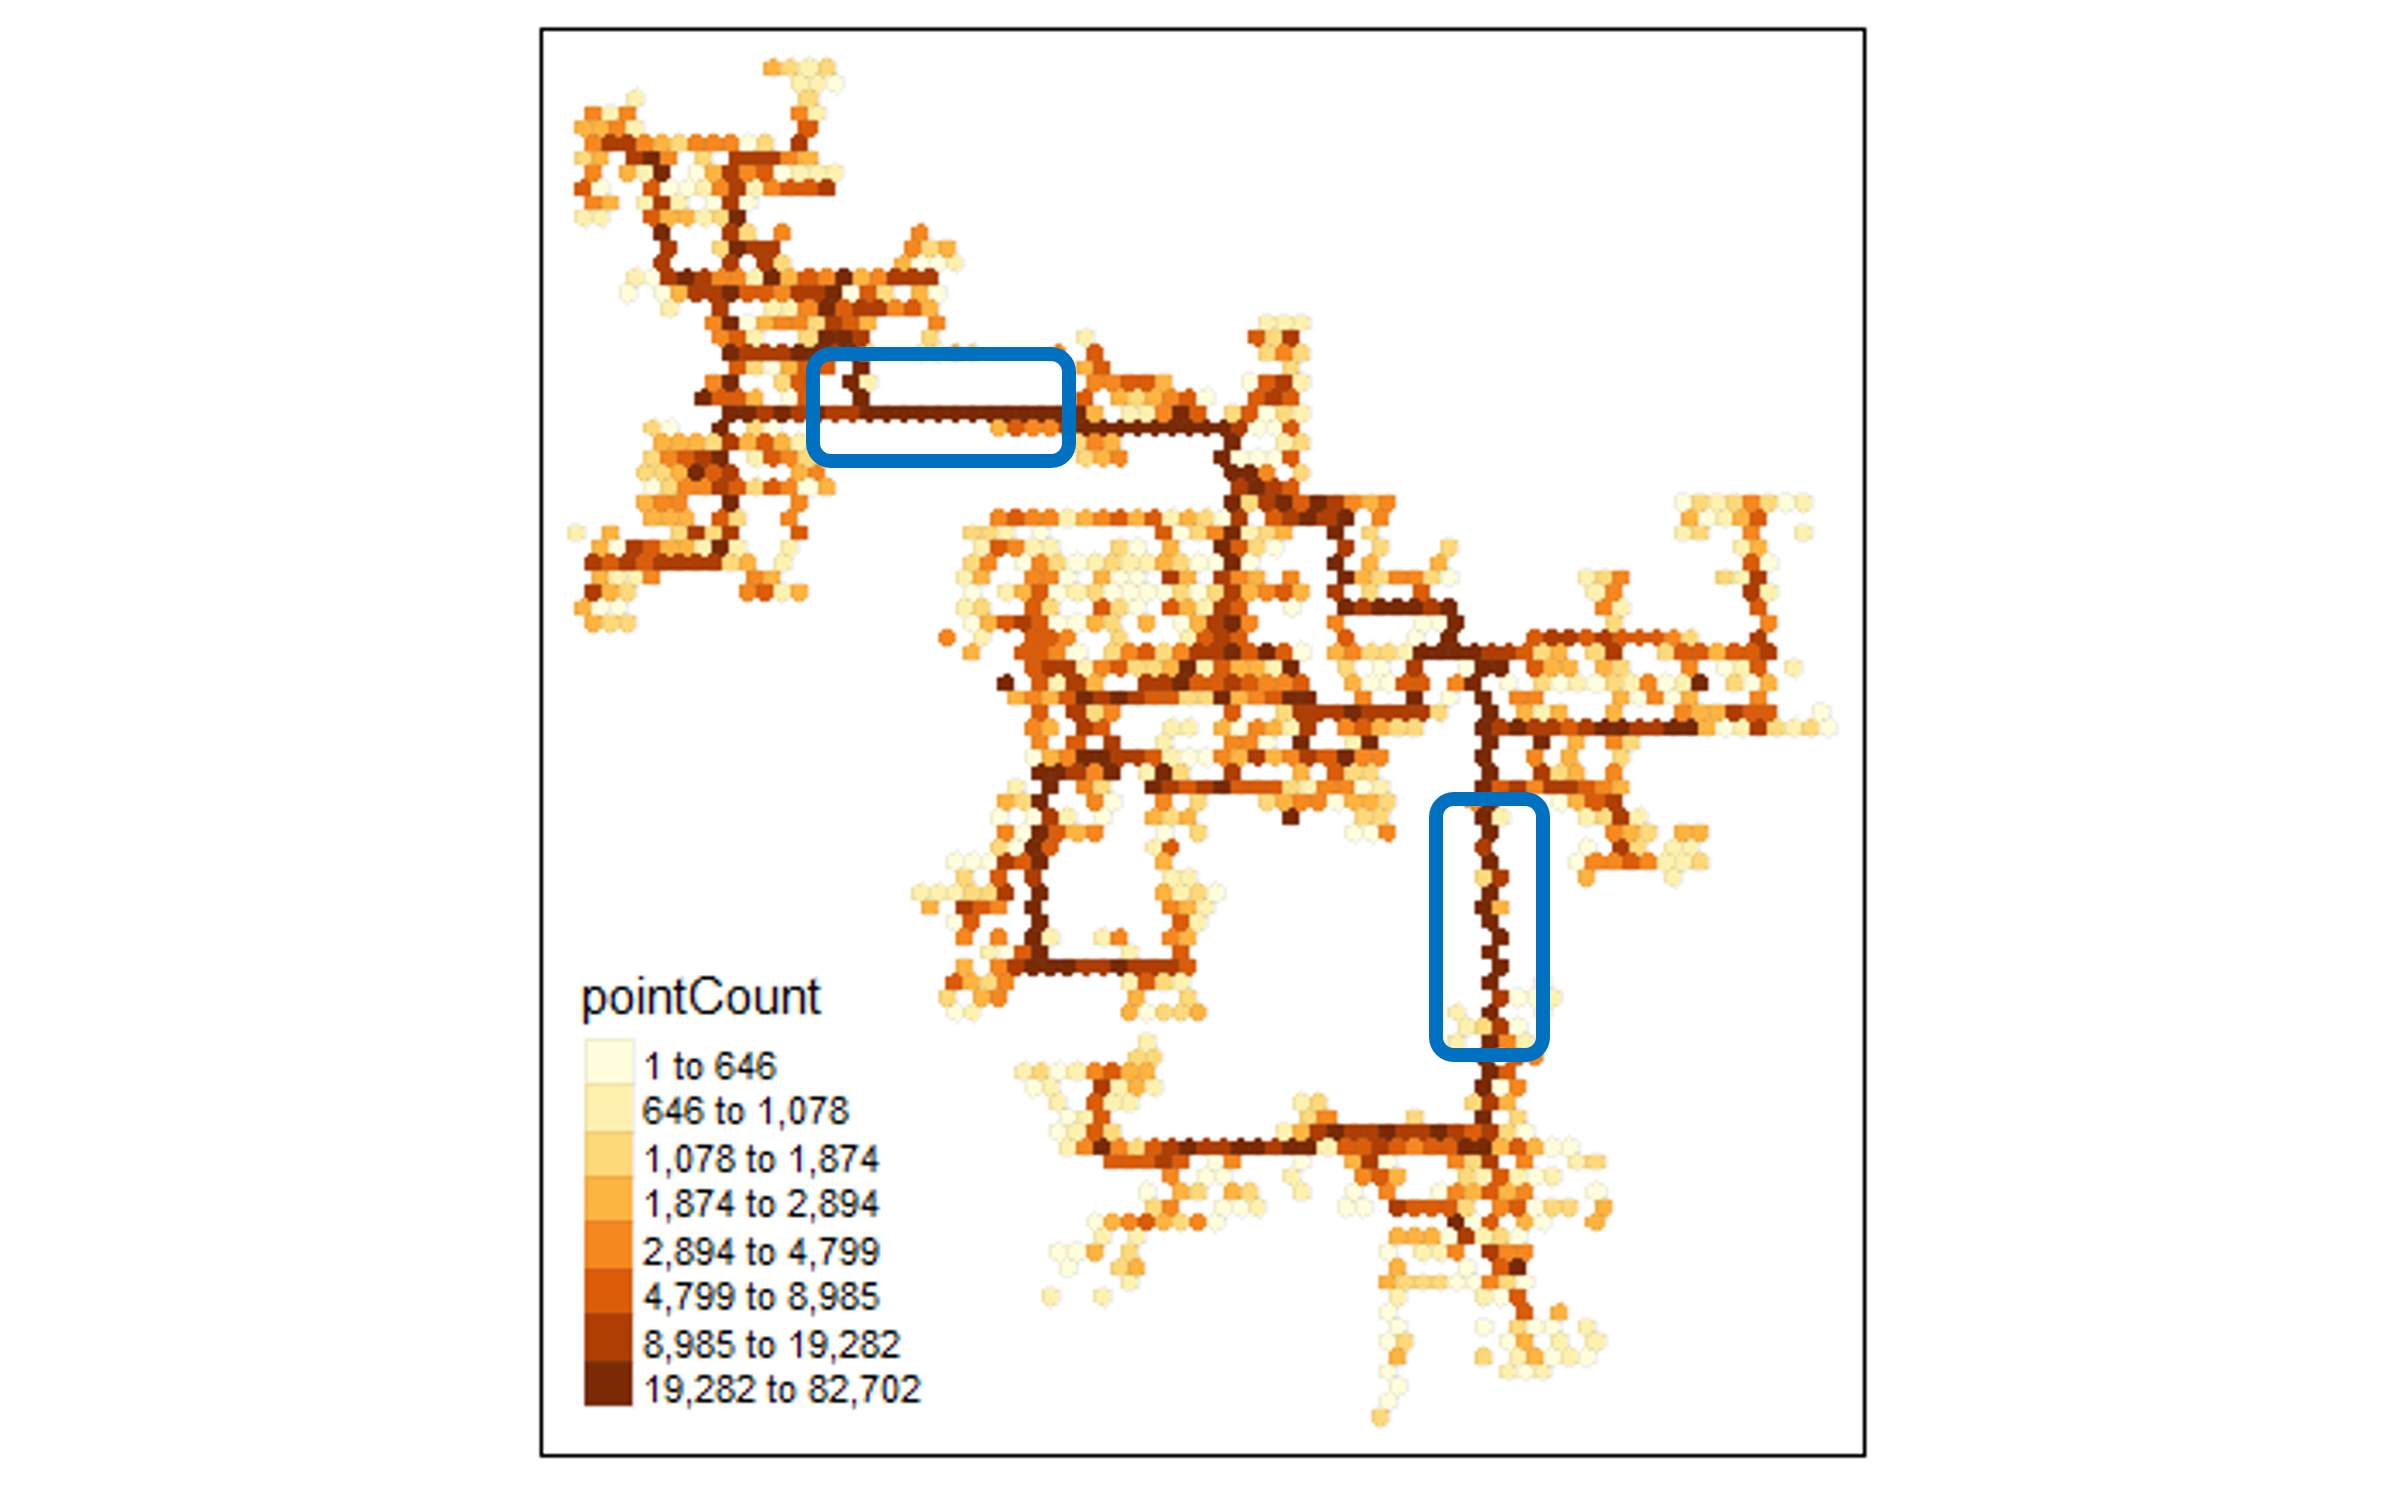 pointCount
1 to 646
646 to 1,078
1,078 to 1,874
1,874 to 2,894
2,894 to 4,799
4,799 to 8,985
8,985 to 19,282
19,282 to 82,702